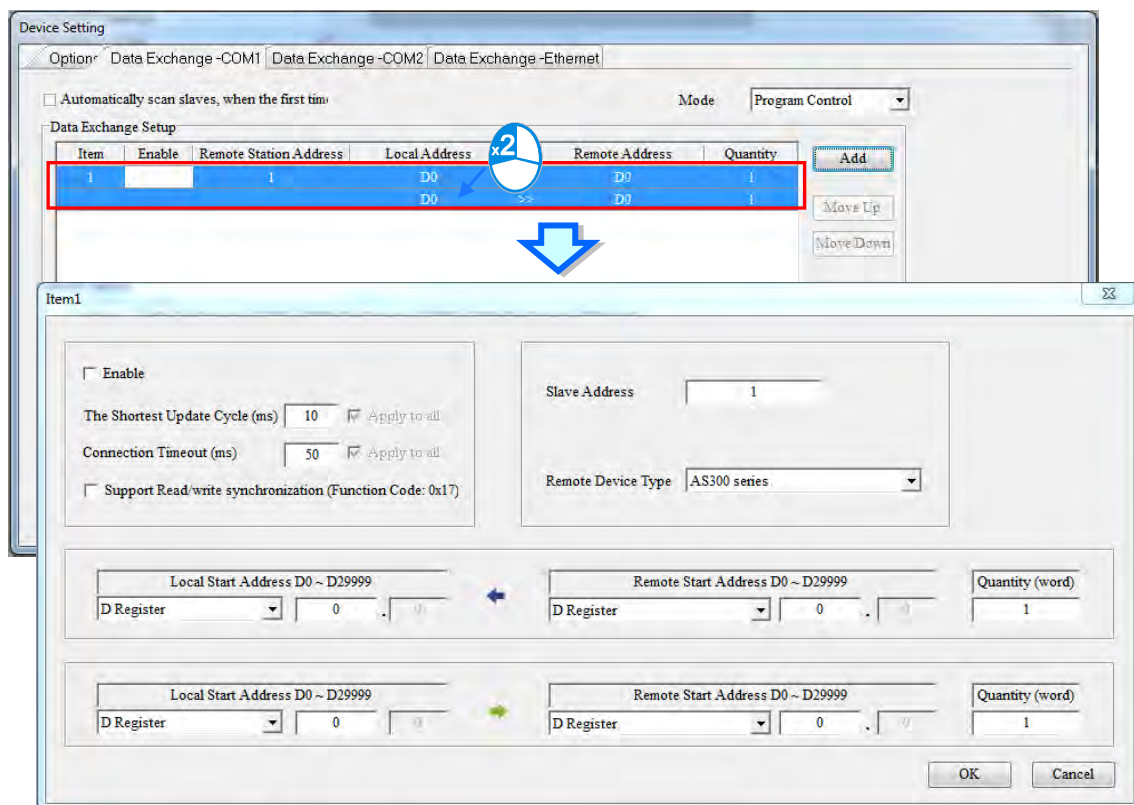 Device Setting
Options Data Exchange -COM1 Data Exchange -COM2 Data Exchange -Ethernet
Automatically scan slaves, when the first time Mode Program Control
Data Exchange Setup
Item Enable Remote Station Address Local Address Remote Address Quantity Add
x2
1 1 D0 D0 1
D0 >> D0 1
Move Up
Move Down
Item1
Enable
The Shortest Update Cycle (ms) 10 Apply to all
Connection Timeout (ms) 50 Apply to all
Support Read/write synchronization (Function Code: 0x17)
Slave Address 1
Remote Device Type AS300 series
Local Start Address D0 ~ D29999 Remote Start Address D0 ~ D29999 Quantity (word)
D Register 0 . 0 D Register 0 . 0 1
Local Start Address D0 ~ D29999 Remote Start Address D0 ~ D29999 Quantity (word)
D Register 0 0 D Register 0 . 0 1
OK Cancel